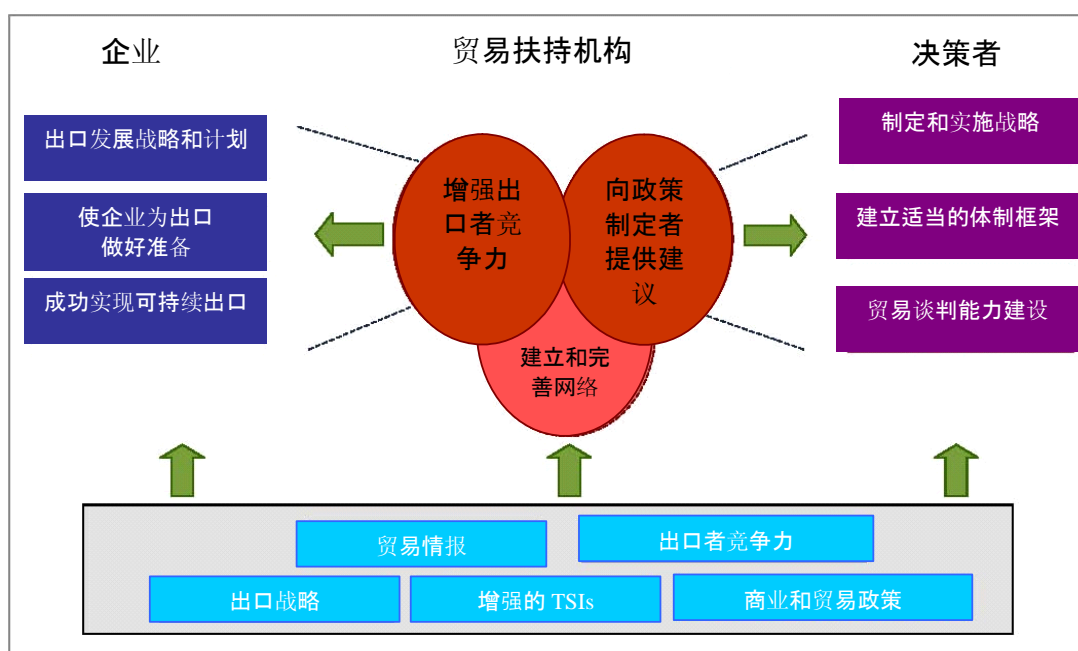 企业
贸易扶持机构
决策者
出口发展战略和计划
使企业为出口
做好准备
成功实现可持续出口
增强出
口者竞
争力
向政策
制定者
提供建
议
建立和完
善网络
制定和实施战略
建立适当的体制框架
贸易谈判能力建设
贸易情报
出口者竞争力
出口战略
增强的 TSIs
商业和贸易政策